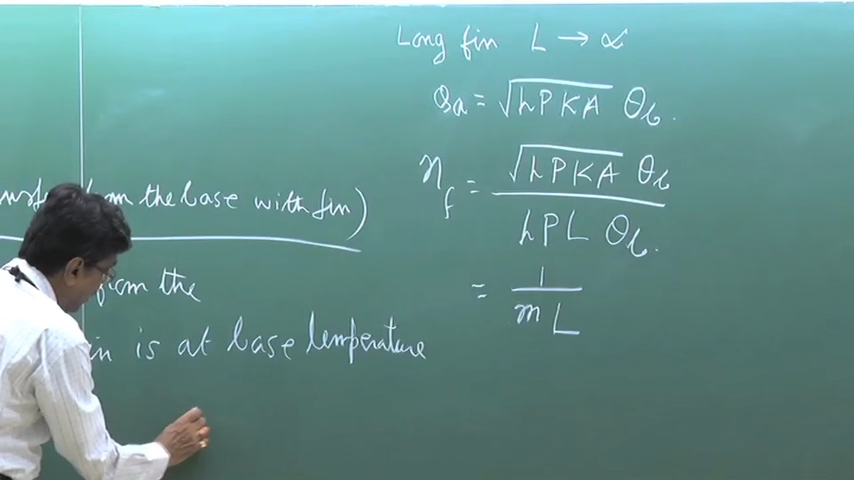 (from the base with fin)
from the
is at base temperature
Long fin L → ∝
Qa = √hPKA θb.
ηf = √hPKA θb / hPL θb.
= 1 / mL